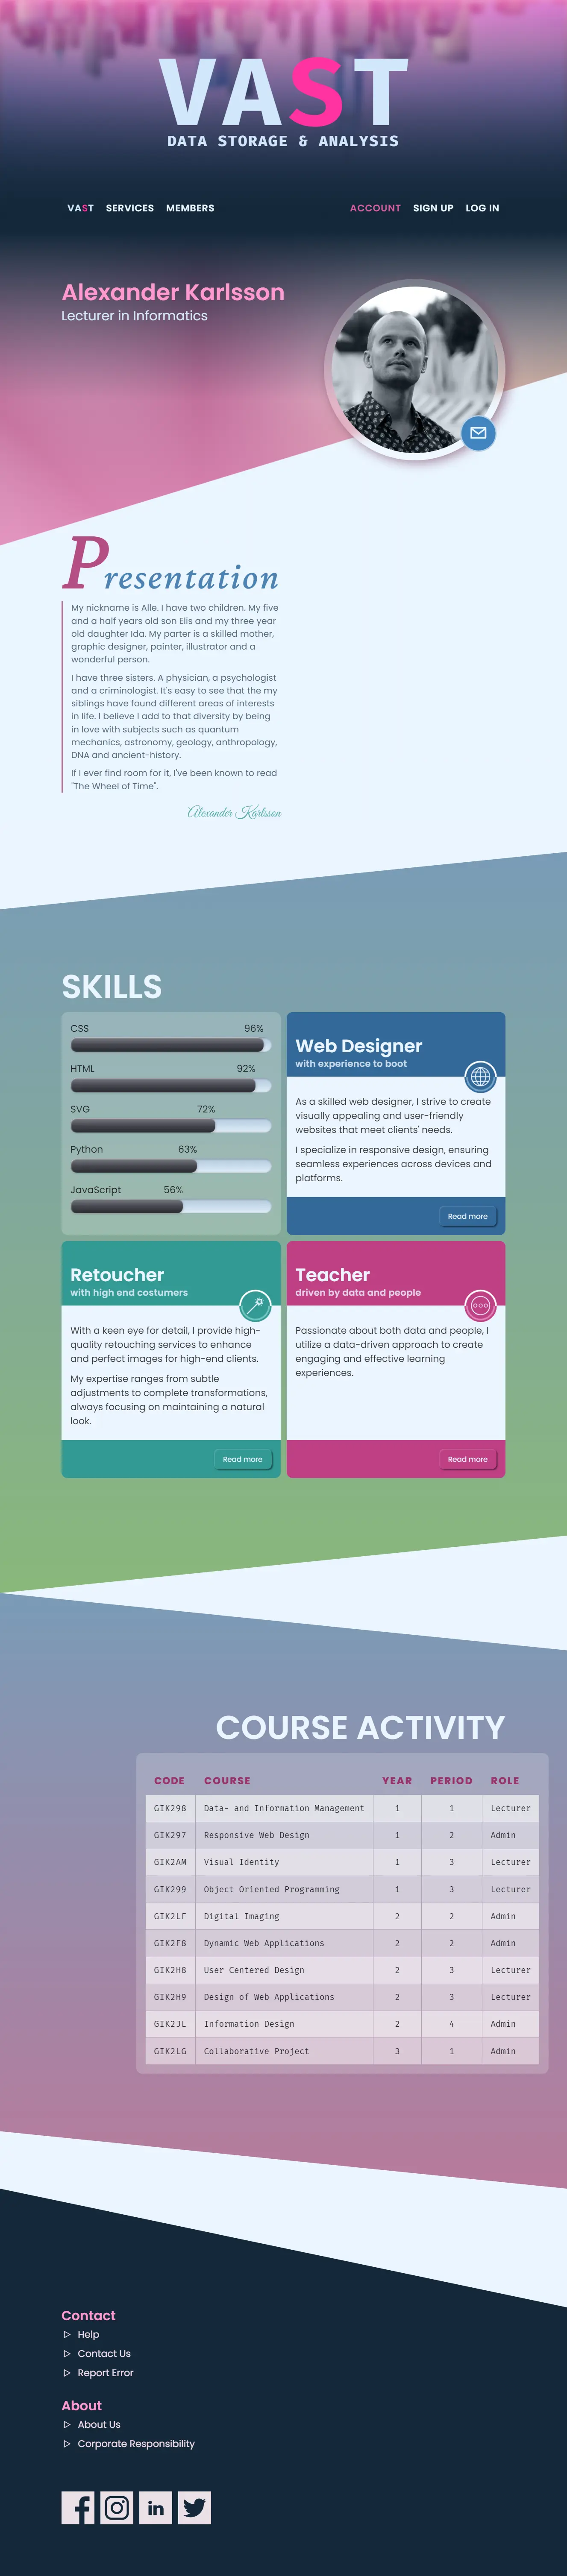 VAST
DATA STORAGE & ANALYSIS
VAST SERVICES MEMBERS ACCOUNT SIGN UP LOG IN
Alexander Karlsson
Lecturer in Informatics
Presentation
My nickname is Alle. I have two children. My five
and a half years old son Elis and my three year
old daughter Ida. My parter is a skilled mother,
graphic designer, painter, illustrator and a
wonderful person.
I have three sisters. A physician, a psychologist
and a criminologist. It's easy to see that the my
siblings have found different areas of interests
in life. I believe I add to that diversity by being
in love with subjects such as quantum
mechanics, astronomy, geology, anthropology,
DNA and ancient-history.
If I ever find room for it, I've been known to read
"The Wheel of Time".
Alexander Karlsson
SKILLS
CSS 96%
HTML 92%
SVG 72%
Python 63%
JavaScript 56%
Web Designer
with experience to boot
As a skilled web designer, I strive to create
visually appealing and user-friendly
websites that meet clients' needs.
I specialize in responsive design, ensuring
seamless experiences across devices and
platforms.
Read more
Retoucher
with high end costumers
With a keen eye for detail, I provide high-
quality retouching services to enhance
and perfect images for high-end clients.
My expertise ranges from subtle
adjustments to complete transformations,
always focusing on maintaining a natural
look.
Read more
Teacher
driven by data and people
Passionate about both data and people, I
utilize a data-driven approach to create
engaging and effective learning
experiences.
Read more
COURSE ACTIVITY
CODE COURSE YEAR PERIOD ROLE
GIK298 Data- and Information Management 1 1 Lecturer
GIK297 Responsive Web Design 1 2 Admin
GIK2AM Visual Identity 1 3 Lecturer
GIK299 Object Oriented Programming 1 3 Lecturer
GIK2LF Digital Imaging 2 2 Admin
GIK2F8 Dynamic Web Applications 2 2 Admin
GIK2H8 User Centered Design 2 3 Lecturer
GIK2H9 Design of Web Applications 2 3 Lecturer
GIK2JL Information Design 2 4 Admin
GIK2LG Collaborative Project 3 1 Admin
Contact
Help
Contact Us
Report Error
About
About Us
Corporate Responsibility
in